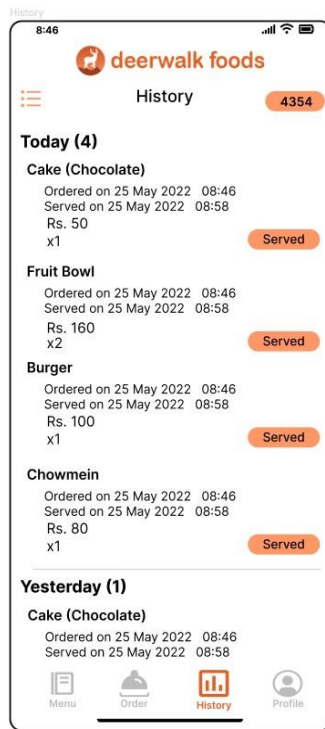 History
8:46
deerwalk foods
History
4354
Today (4)
Cake (Chocolate)
Ordered on 25 May 2022 08:46
Served on 25 May 2022 08:58
Rs. 50
x1
Served
Fruit Bowl
Ordered on 25 May 2022 08:46
Served on 25 May 2022 08:58
Rs. 160
x2
Served
Burger
Ordered on 25 May 2022 08:46
Served on 25 May 2022 08:58
Rs. 100
x1
Served
Chowmein
Ordered on 25 May 2022 08:46
Served on 25 May 2022 08:58
Rs. 80
x1
Served
Yesterday (1)
Cake (Chocolate)
Ordered on 25 May 2022 08:46
Served on 25 May 2022 08:58
Menu
Order
History
Profile